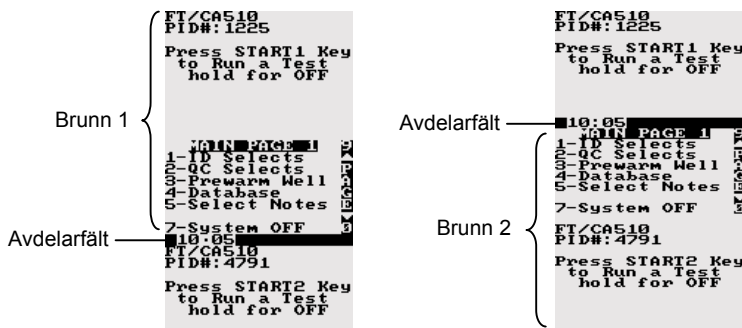 FT/CA510
PID#:1225
Press START1 Key
to Run a Test
hold for OFF
Brunn 1
MAIN PAGE 1 9
1-ID Selects
2-QC Selects P
3-Prewarm Well A
4-Database G
5-Select Notes E
7-System OFF 0
Avdelarfält
10:05
FT/CA510
PID#:4791
Press START2 Key
to Run a Test
hold for OFF
FT/CA510
PID#:1225
Press START1 Key
to Run a Test
hold for OFF
Avdelarfält
10:05
MAIN PAGE 1 9
1-ID Selects
2-QC Selects P
3-Prewarm Well A
4-Database G
5-Select Notes E
7-System OFF 0
Brunn 2
FT/CA510
PID#:4791
Press START2 Key
to Run a Test
hold for OFF